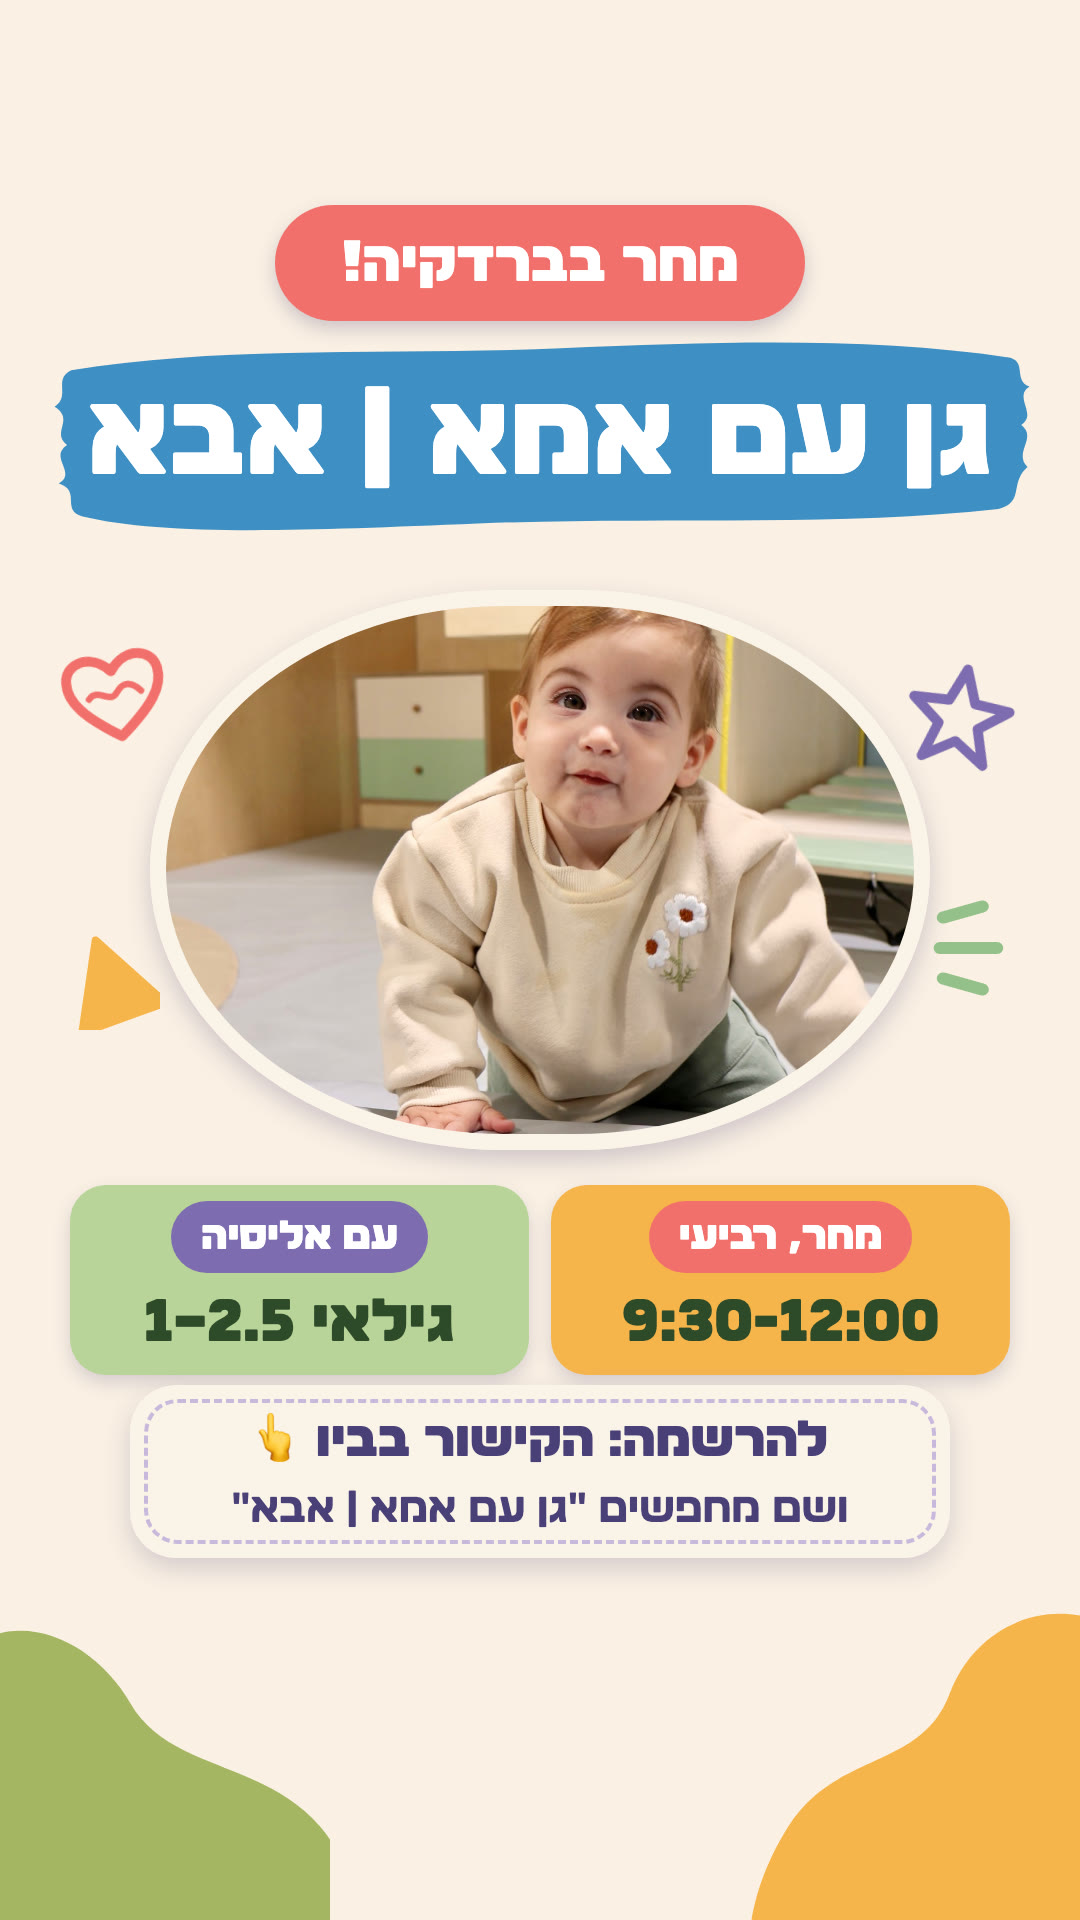 מחר בברדקיה!
גן עם אמא | אבא
מחר, רביעי
9:30-12:00
עם אליסיה
גילאי 1-2.5
להרשמה: הקישור בביו 👆
ושם מחפשים "גן עם אמא | אבא"